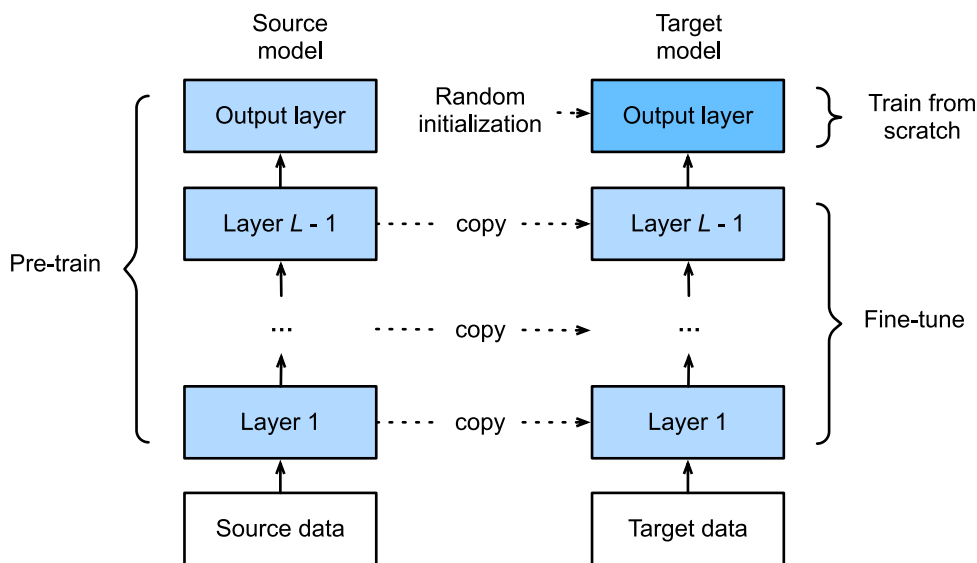 Source
model
Target
model
Output layer
Random
initialization
Output layer
Train from
scratch
Layer L - 1
copy
Layer L - 1
Pre-train
...
copy
...
Fine-tune
Layer 1
copy
Layer 1
Source data
Target data